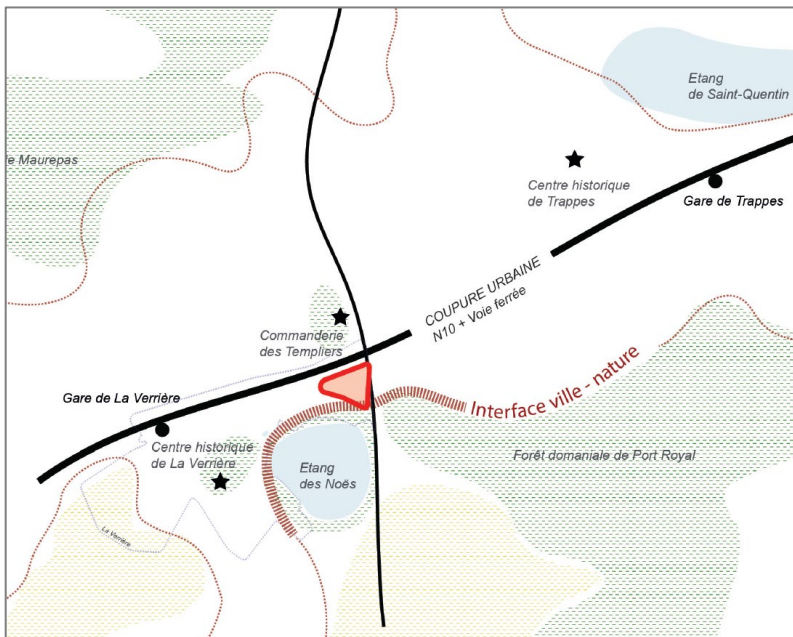 Etang
de Saint-Quentin
e Maurepas
Centre historique
de Trappes
Gare de Trappes
COUPURE URBAINE
N10 + Voie ferrée
Commanderie
des Templiers
Gare de La Verrière
Interface ville - nature
Centre historique
de La Verrière
Etang
des Noës
Forêt domaniale de Port Royal
La Verrière